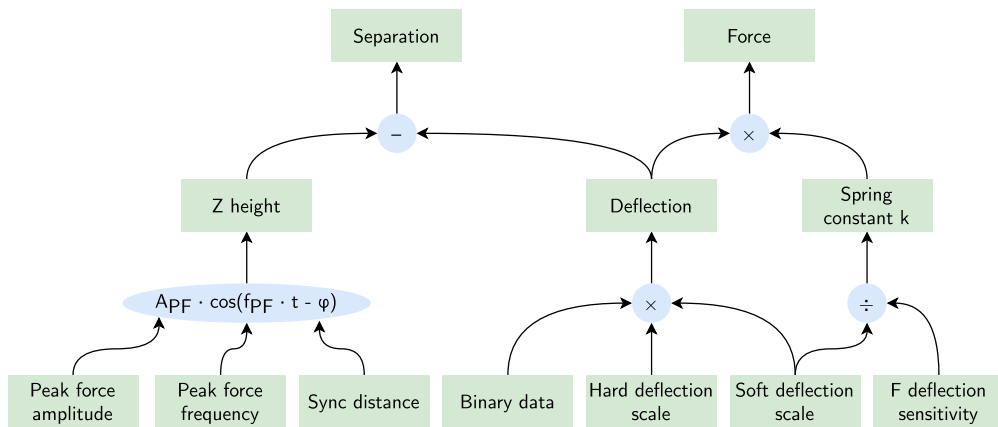 Separation
Force
–
×
Z height
Deflection
Spring
constant k
APF · cos(fPF · t - φ)
×
÷
Peak force
amplitude
Peak force
frequency
Sync distance
Binary data
Hard deflection
scale
Soft deflection
scale
F deflection
sensitivity